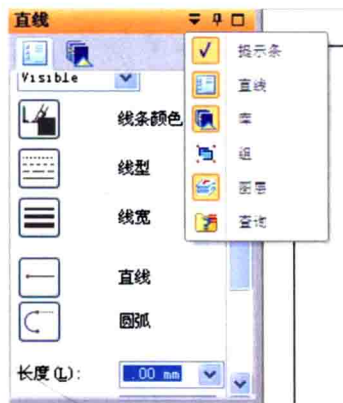 直线
Visible
线条颜色
线型
线宽
直线
圆弧
长度(L):
.00 mm
提示条
直线
库
组
图层
查询